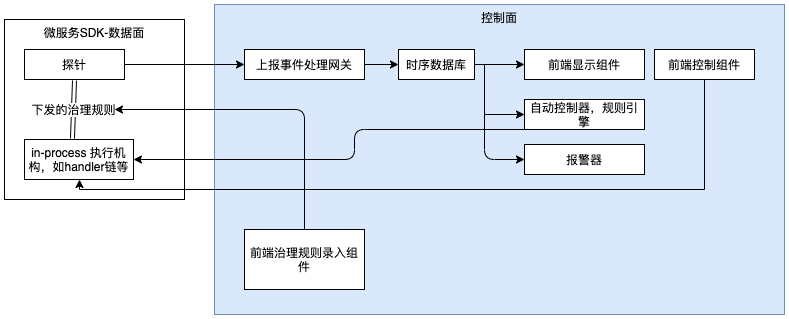 控制面
微服务SDK-数据面
探针
上报事件处理网关
时序数据库
前端显示组件
前端控制组件
下发的治理规则
自动控制器，规则引
擎
in-process 执行机
构，如handler链等
报警器
前端治理规则录入组
件